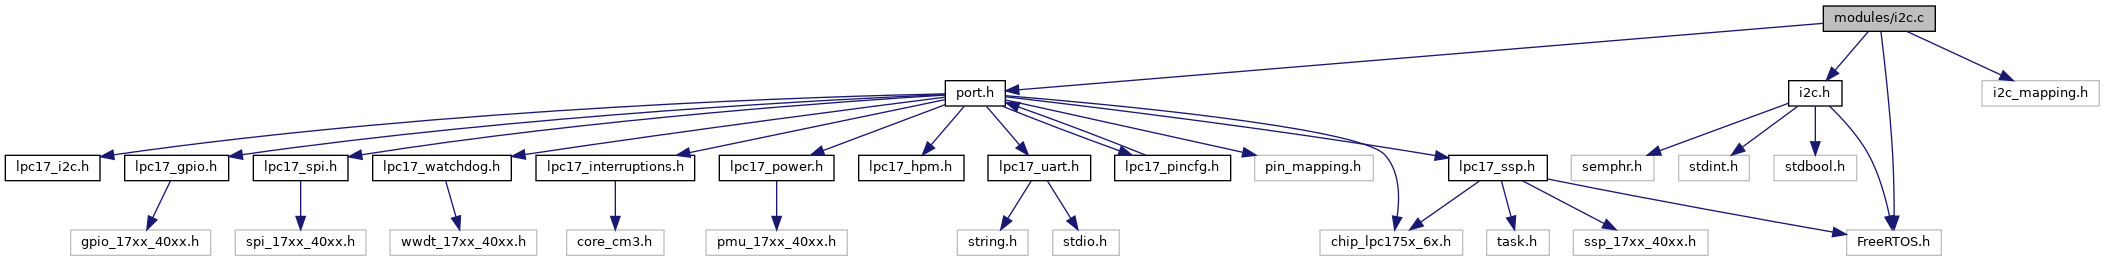 modules/i2c.c
port.h
i2c.h
i2c_mapping.h
lpc17_i2c.h
lpc17_gpio.h
lpc17_spi.h
lpc17_watchdog.h
lpc17_interruptions.h
lpc17_power.h
lpc17_hpm.h
lpc17_uart.h
lpc17_pincfg.h
pin_mapping.h
lpc17_ssp.h
semphr.h
stdint.h
stdbool.h
gpio_17xx_40xx.h
spi_17xx_40xx.h
wwdt_17xx_40xx.h
core_cm3.h
pmu_17xx_40xx.h
string.h
stdio.h
chip_lpc175x_6x.h
task.h
ssp_17xx_40xx.h
FreeRTOS.h